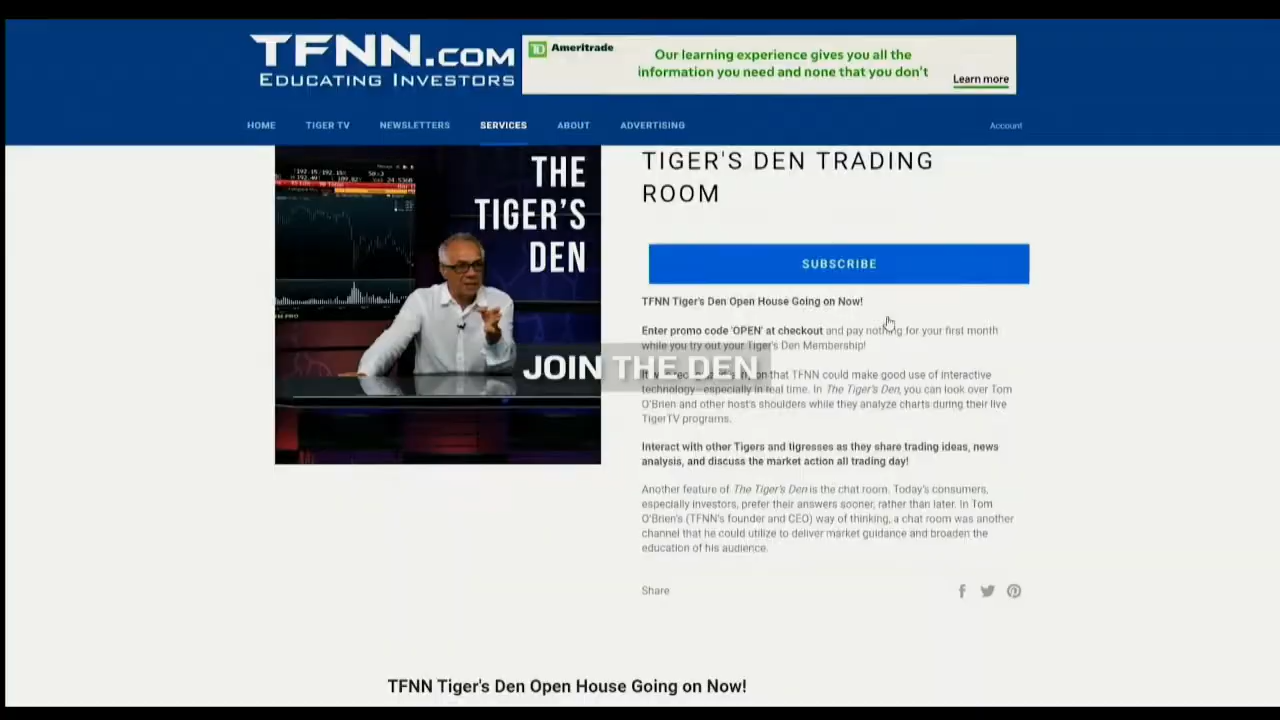 TFNN.COM
EDUCATING INVESTORS
TD Ameritrade
Our learning experience gives you all the
information you need and none that you don't
Learn more
HOME TIGER TV NEWSLETTERS SERVICES ABOUT ADVERTISING Account
THE
TIGER'S
DEN
TIGER'S DEN TRADING
ROOM
SUBSCRIBE
TFNN Tiger's Den Open House Going on Now!
Enter promo code 'OPEN' at checkout and pay nothing for your first month
while you try out your Tiger's Den Membership!
JOIN THE DEN
that TFNN could make good use of interactive
technology—especially in real time. In The Tiger's Den, you can look over Tom
O'Brien and other host's shoulders while they analyze charts during their live
TigerTV programs.
Interact with other Tigers and tigresses as they share trading ideas, news
analysis, and discuss the market action all trading day!
Another feature of The Tiger's Den is the chat room. Today's consumers,
especially investors, prefer their answers sooner, rather than later. In Tom
O'Brien's (TFNN's founder and CEO) way of thinking, a chat room was another
channel that he could utilize to deliver market guidance and broaden the
education of his audience.
Share
TFNN Tiger's Den Open House Going on Now!